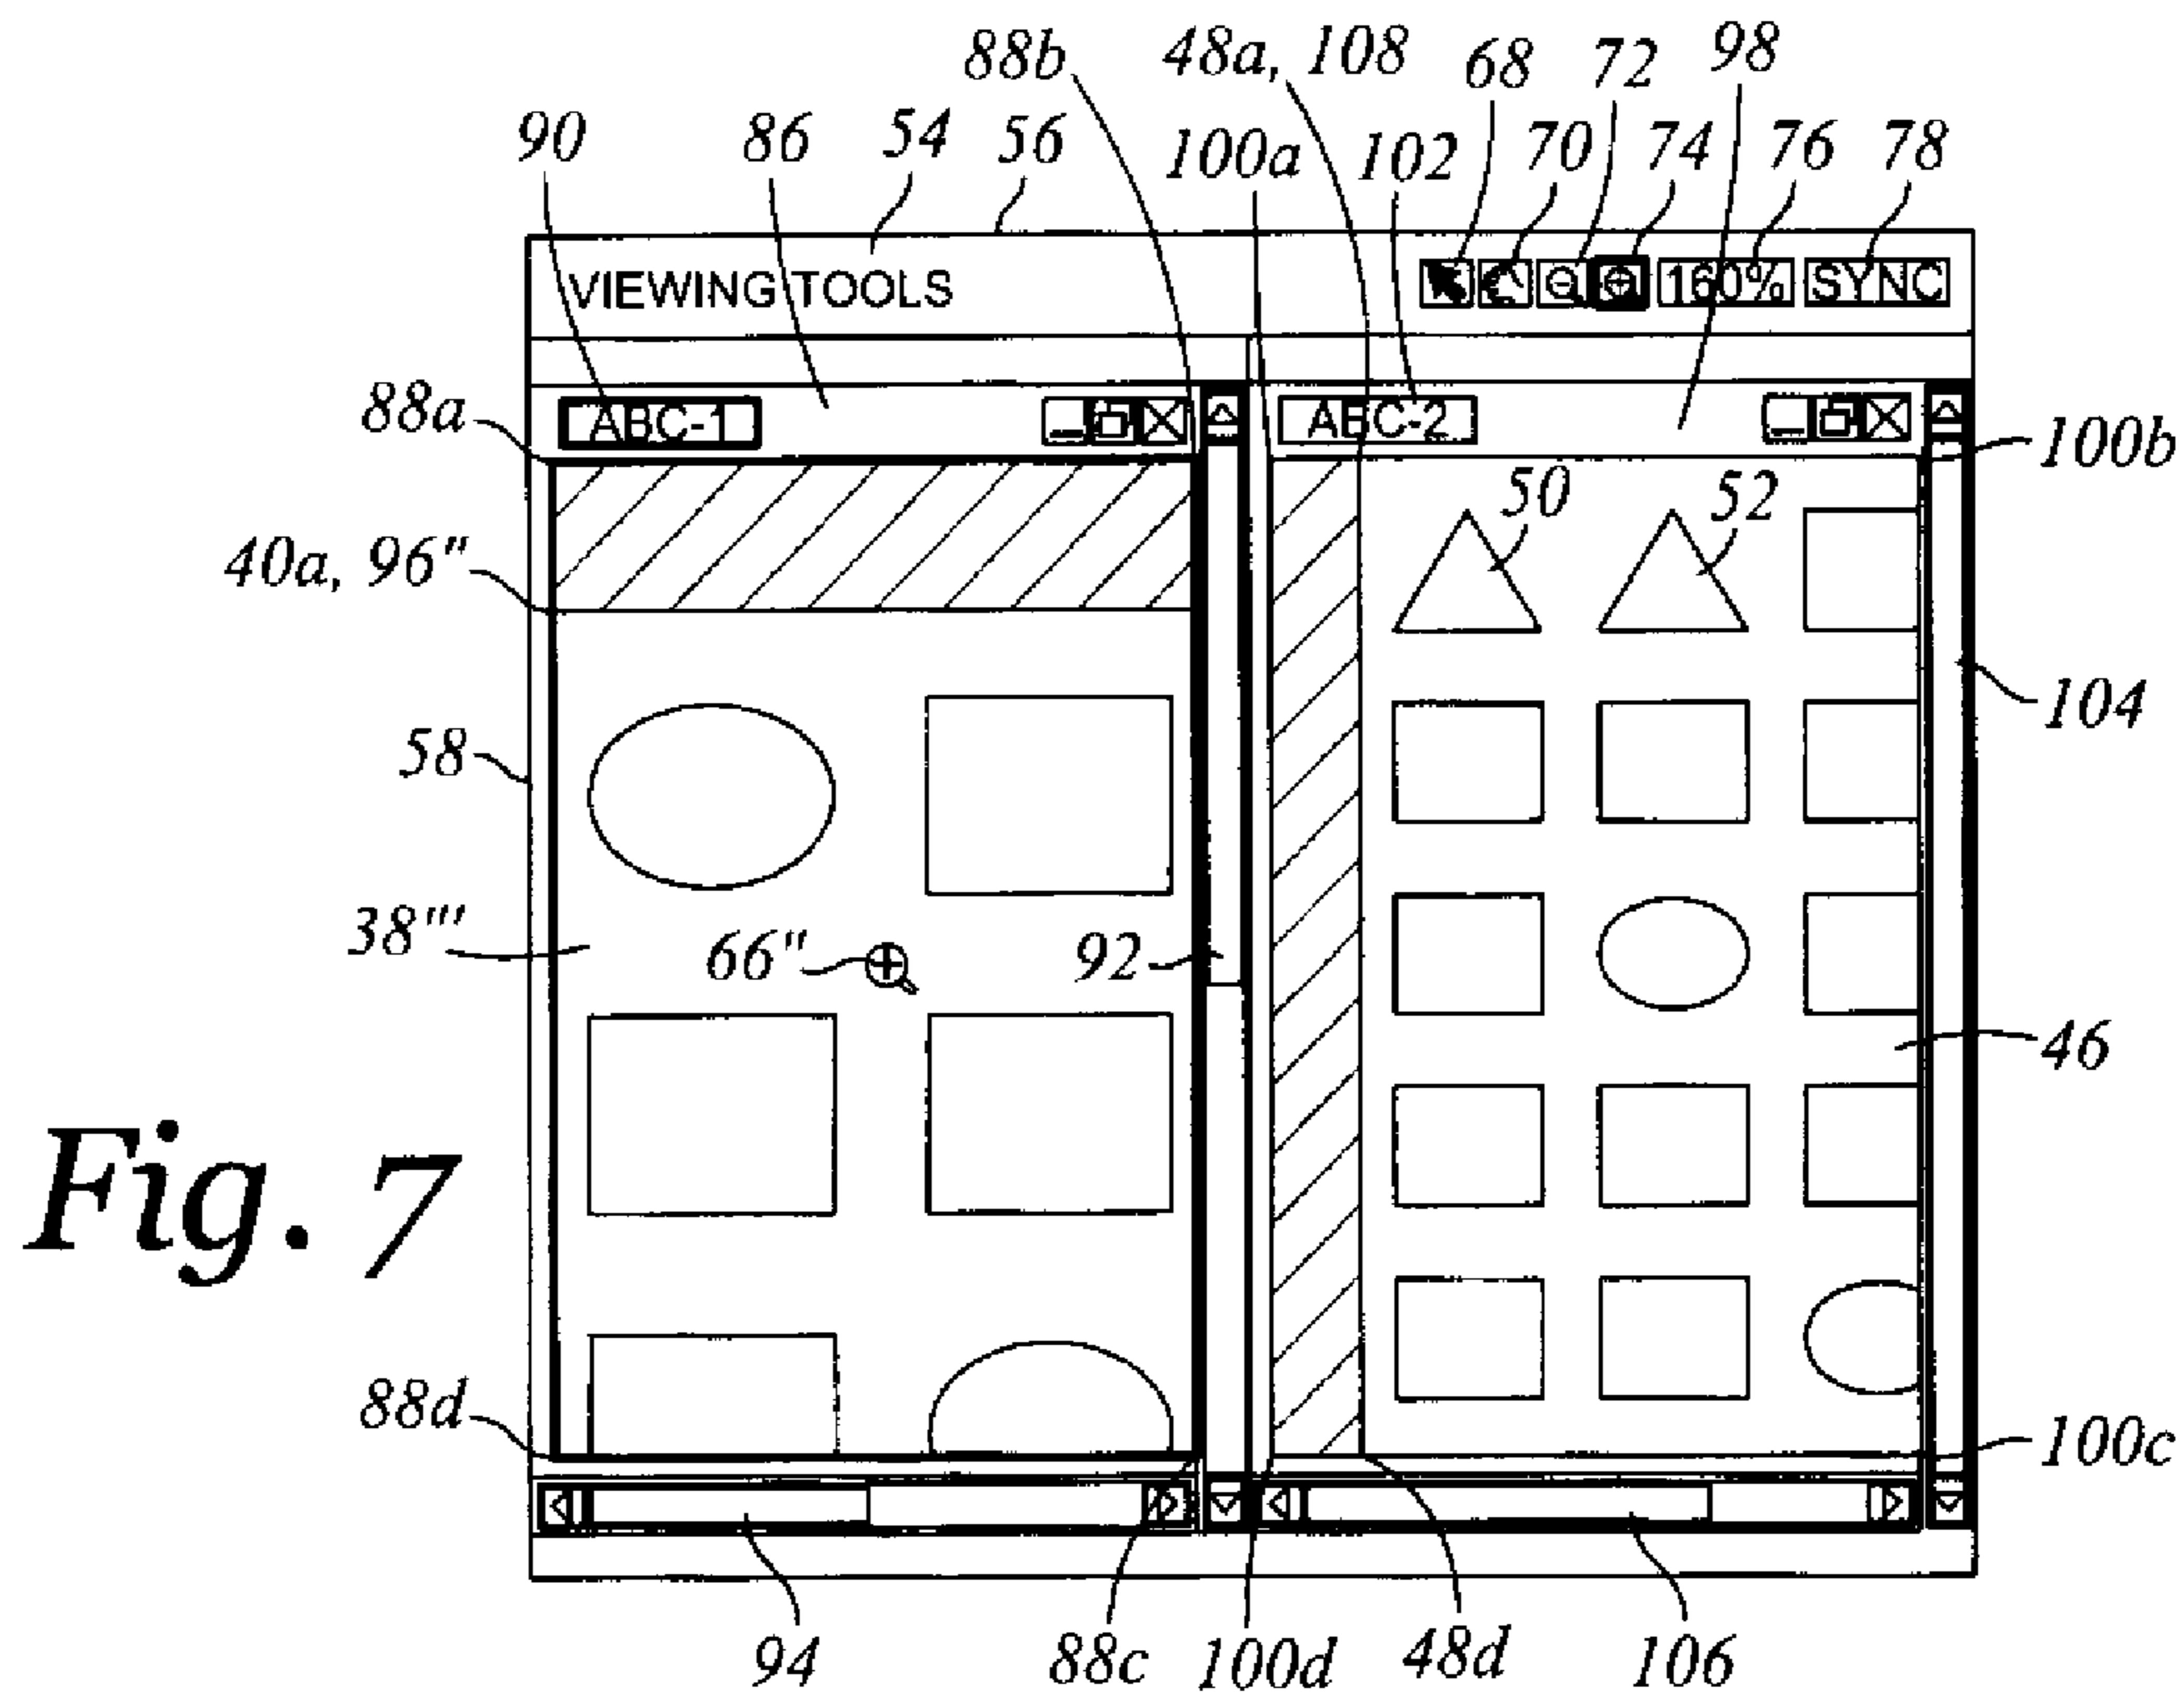 88b 48a, 108 68 72 98
90 86 54 56 100a 102 70 74 76 78
VIEWING TOOLS 160% SYNC
88a ABC-1 ABC-2 100b
50 52
40a, 96"
104
58
38"' 66" 92
46
Fig. 7
88d 100c
94 88c 100d 48d 106